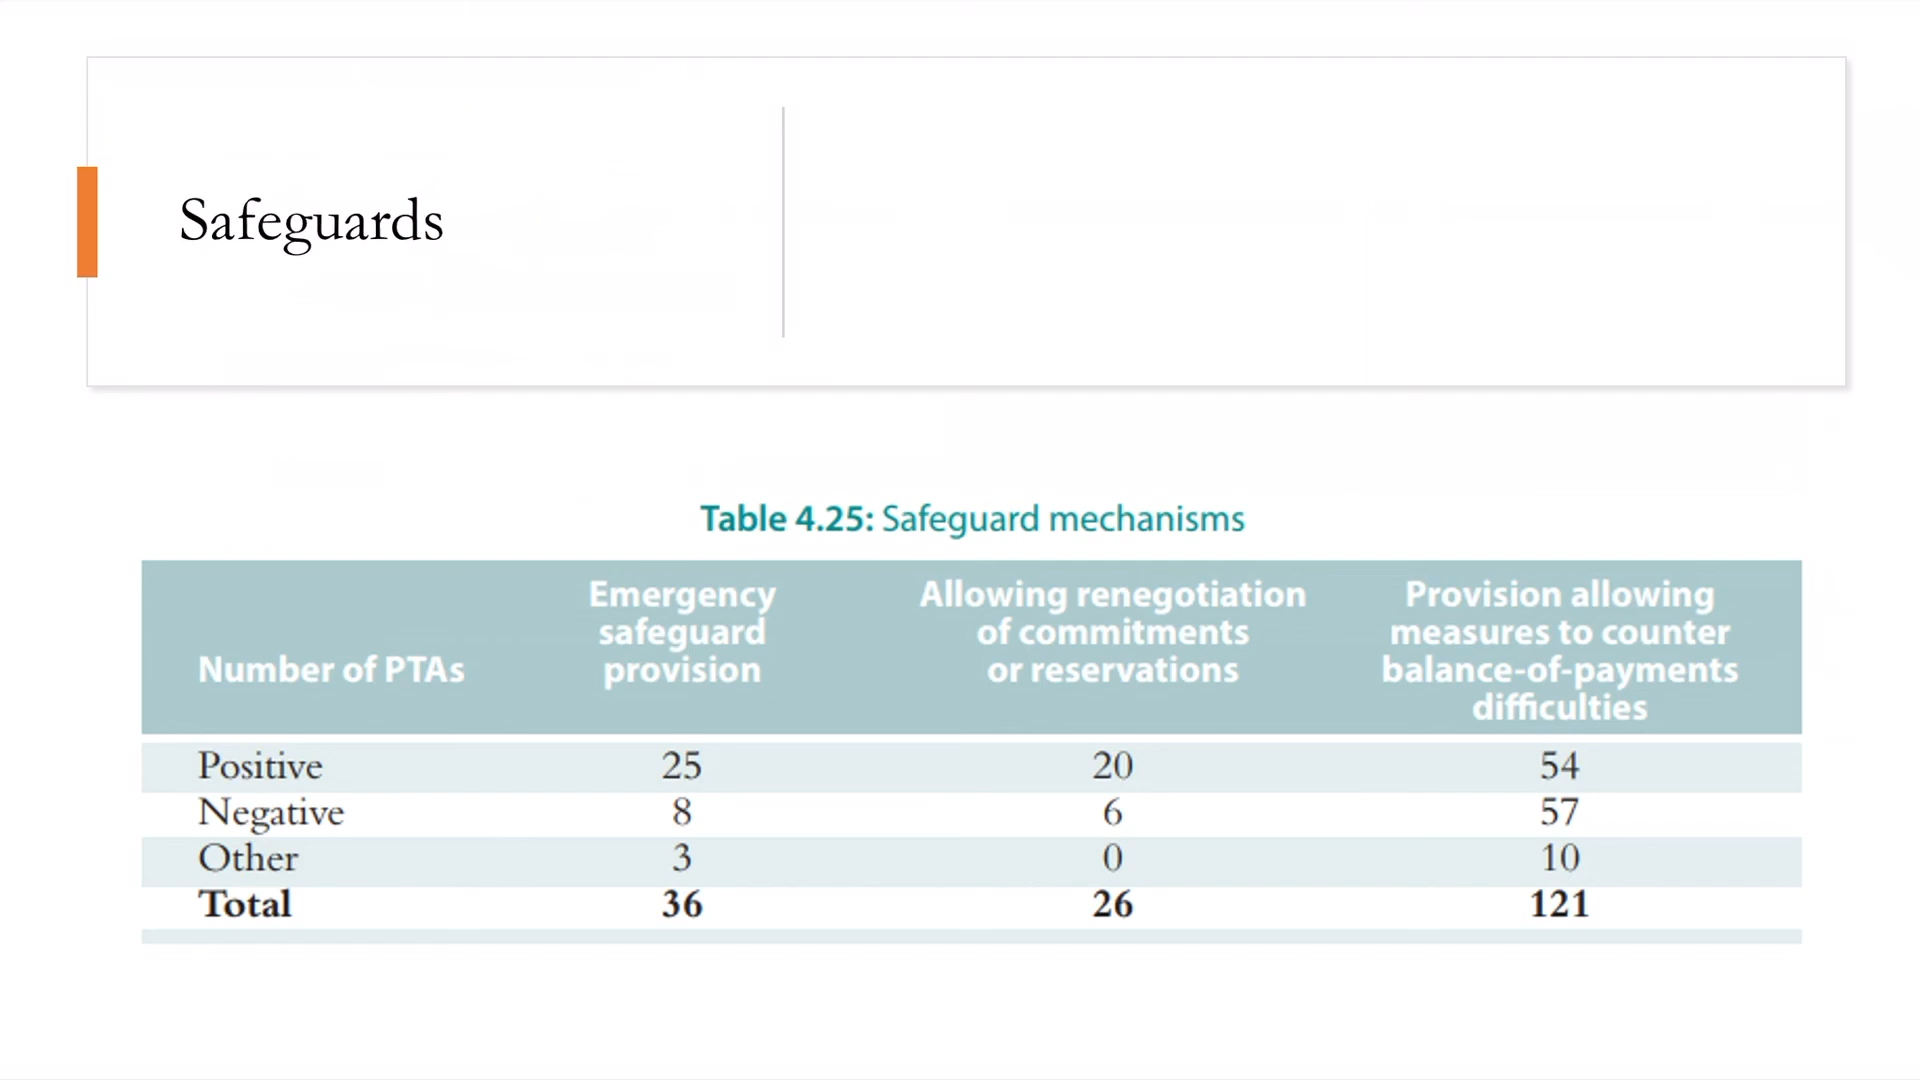 Safeguards
Table 4.25: Safeguard mechanisms
Number of PTAs
Emergency
safeguard
provision
Allowing renegotiation
of commitments
or reservations
Provision allowing
measures to counter
balance-of-payments
difficulties
Positive 25 20 54
Negative 8 6 57
Other 3 0 10
Total 36 26 121